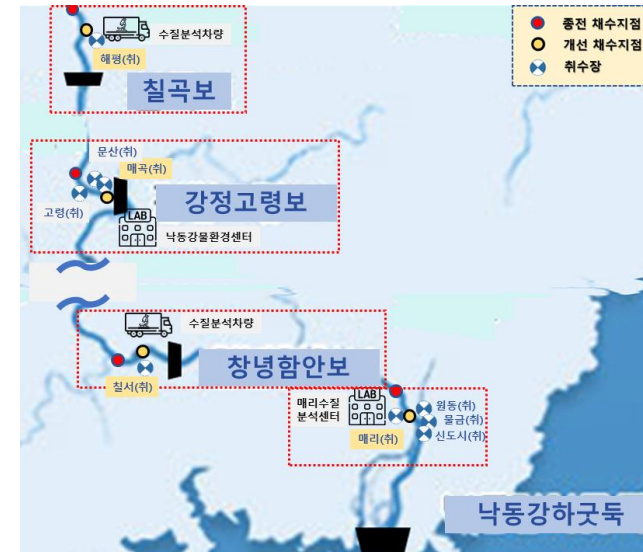 종전 채수지점
개선 채수지점
취수장
수질분석차량
해평(취)
칠곡보
문산(취)
매곡(취)
고령(취)
강정고령보
LAB
낙동강물환경센터
수질분석차량
칠서(취)
창녕함안보
매리수질
분석센터
LAB
매리(취)
원동(취)
물금(취)
신도시(취)
낙동강하굿둑